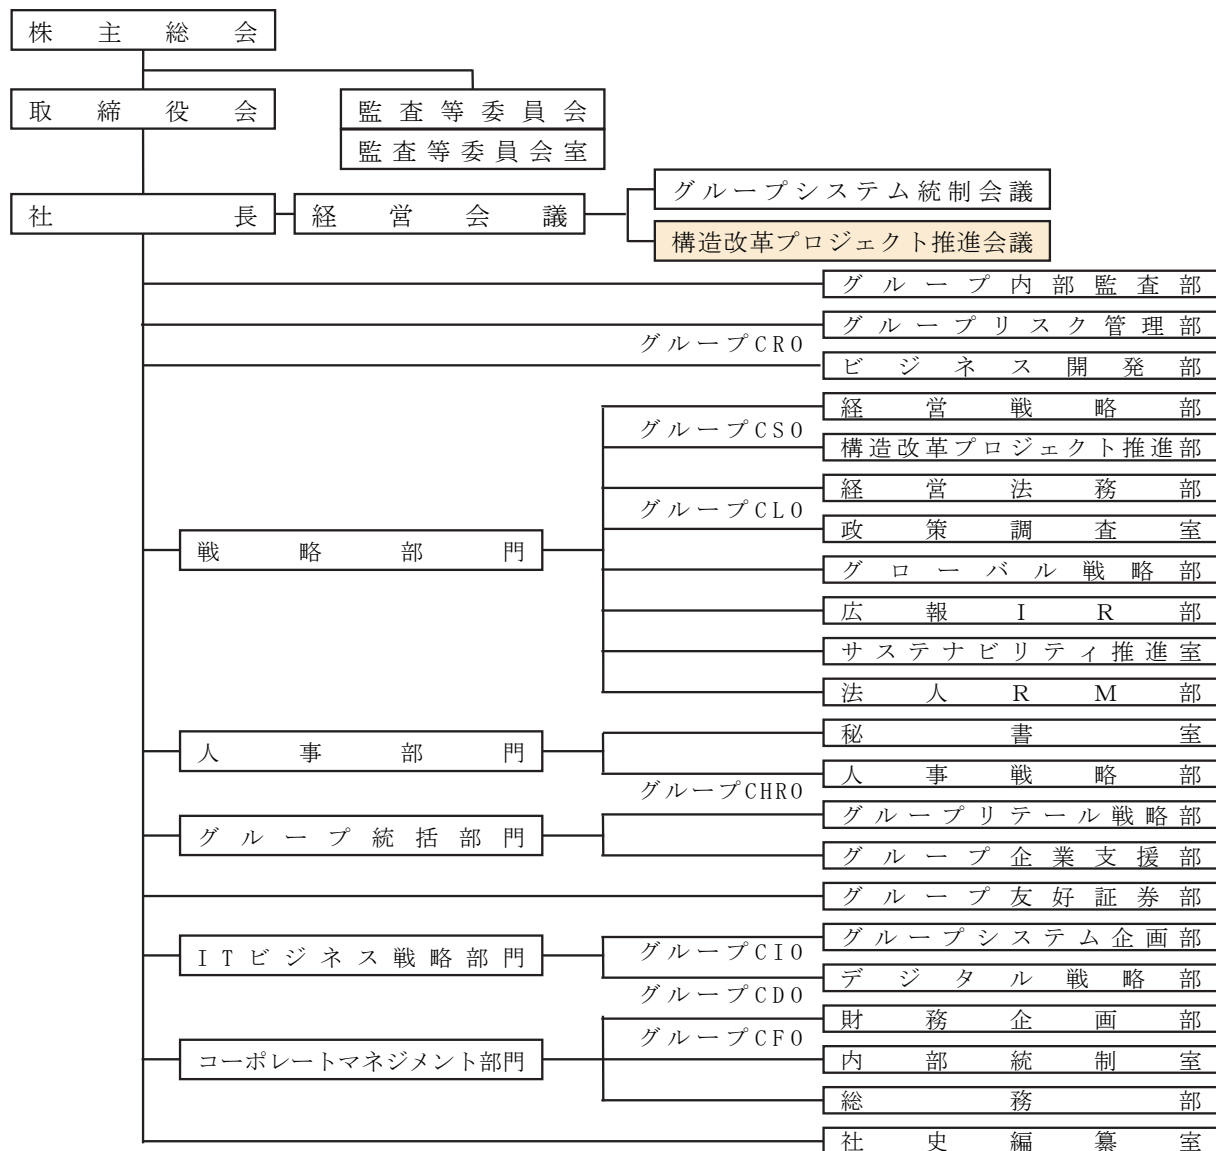 株主総会
取締役会
監査等委員会
監査等委員会室
社長
経営会議
グループシステム統制会議
構造改革プロジェクト推進会議
グループ内部監査部
グループリスク管理部
グループCRO
ビジネス開発部
経営戦略部
グループCSO
構造改革プロジェクト推進部
経営法務部
グループCLO
政策調査室
戦略部門
グローバル戦略部
広報IR部
サステナビリティ推進室
法人RM部
秘書室
人事部門
人事戦略部
グループCHRO
グループリテール戦略部
グループ統括部門
グループ企業支援部
グループ友好証券部
グループシステム企画部
ITビジネス戦略部門
グループCIO
デジタル戦略部
グループCDO
財務企画部
グループCFO
コーポレートマネジメント部門
内部統制室
総務部
社史編纂室